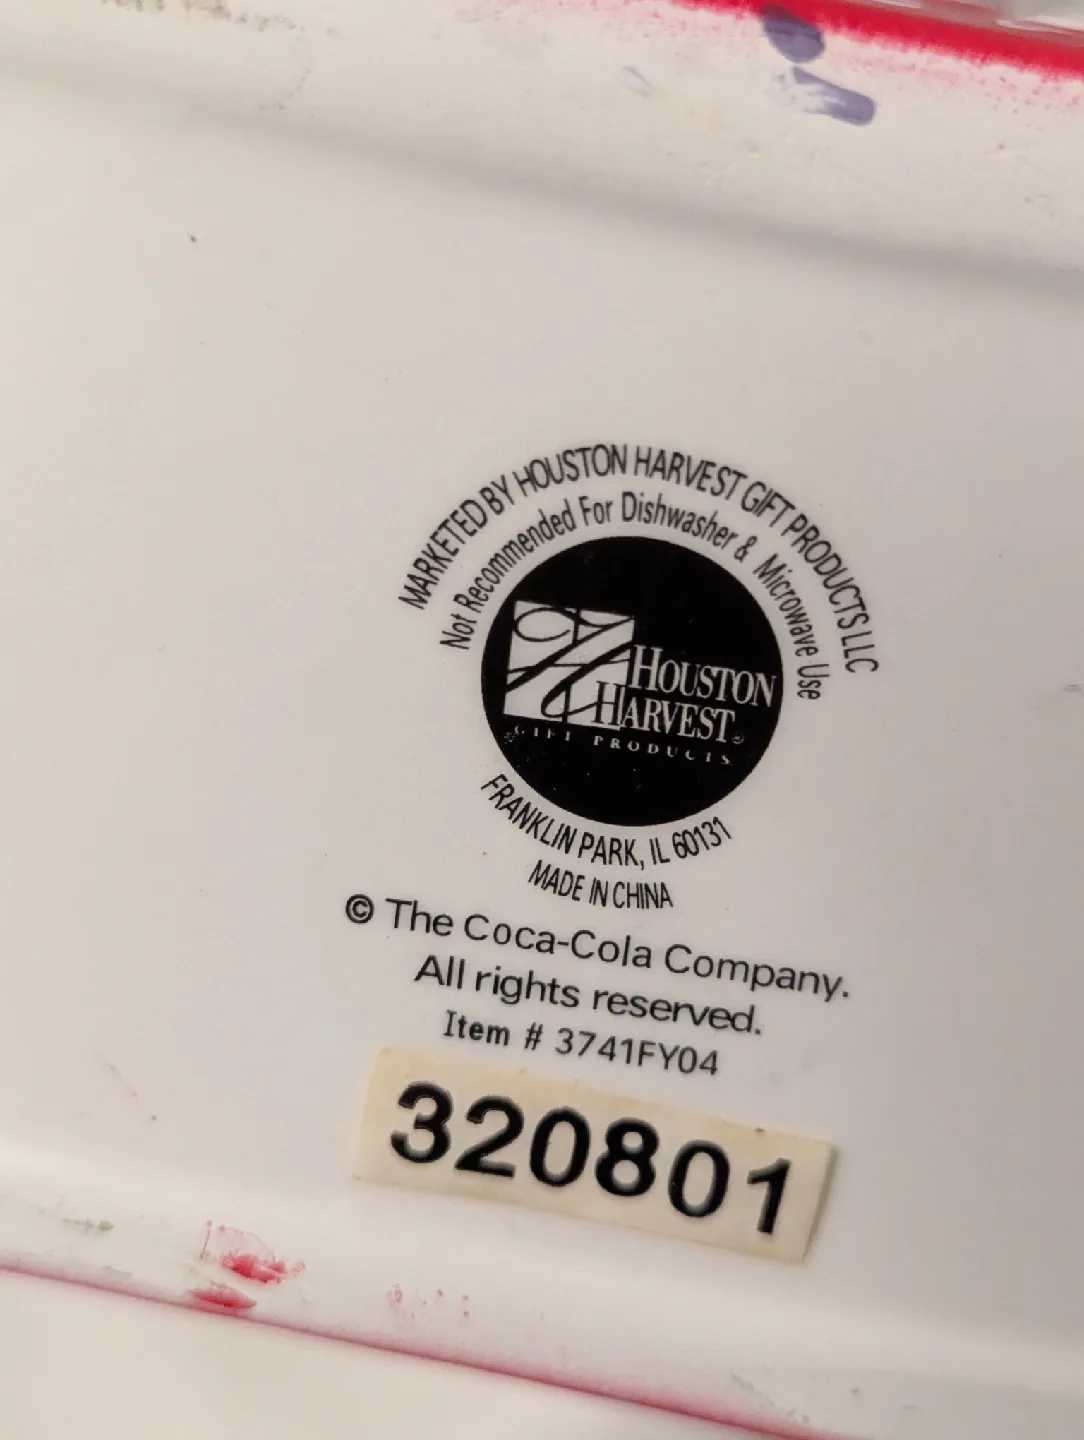 MARKETED BY HOUSTON HARVEST GIFT PRODUCTS LLC
Not Recommended For Dishwasher & Microwave Use
HOUSTON
HARVEST®
GIFT PRODUCTS
FRANKLIN PARK, IL 60131
MADE IN CHINA
© The Coca-Cola Company.
All rights reserved.
Item # 3741FY04
320801